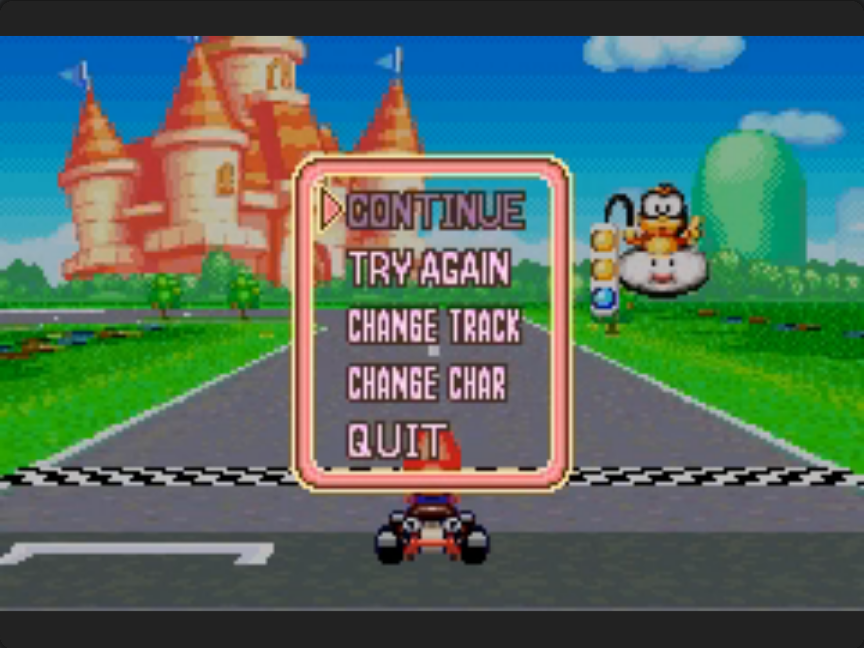 CONTINUE
TRY AGAIN
CHANGE TRACK
CHANGE CHAR
QUIT